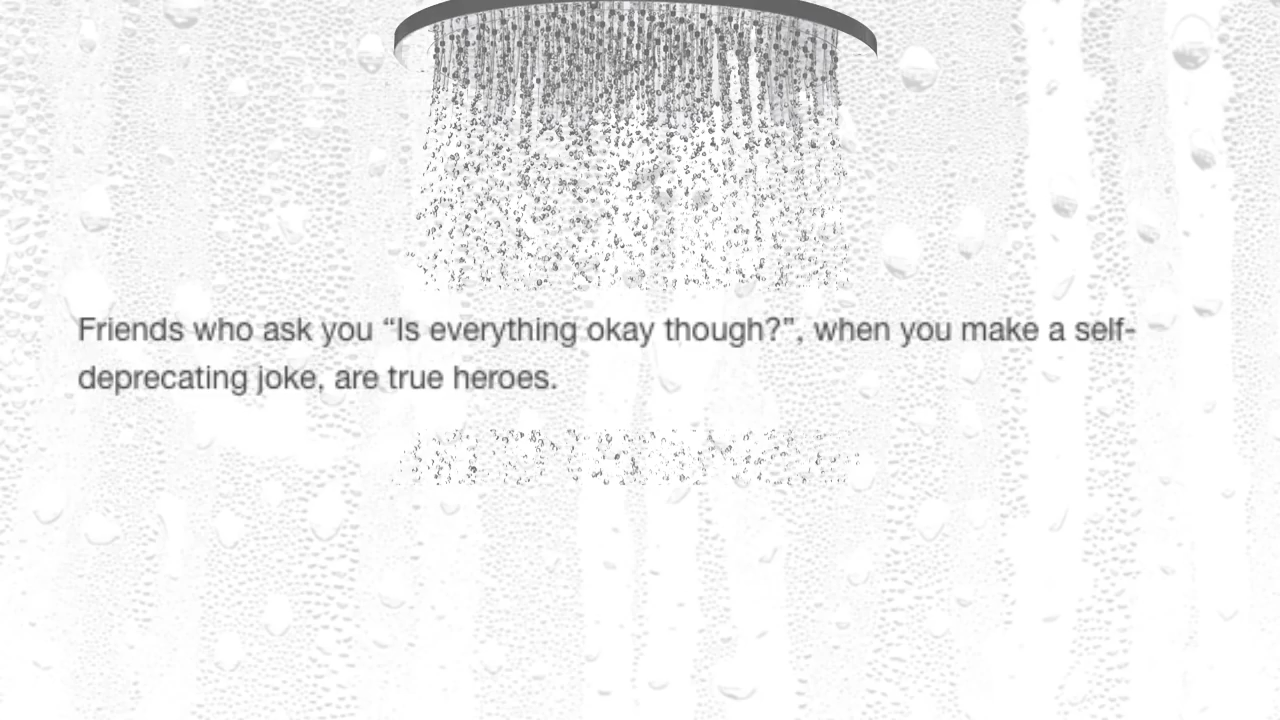 Friends who ask you “Is everything okay though?”, when you make a self-
deprecating joke, are true heroes.